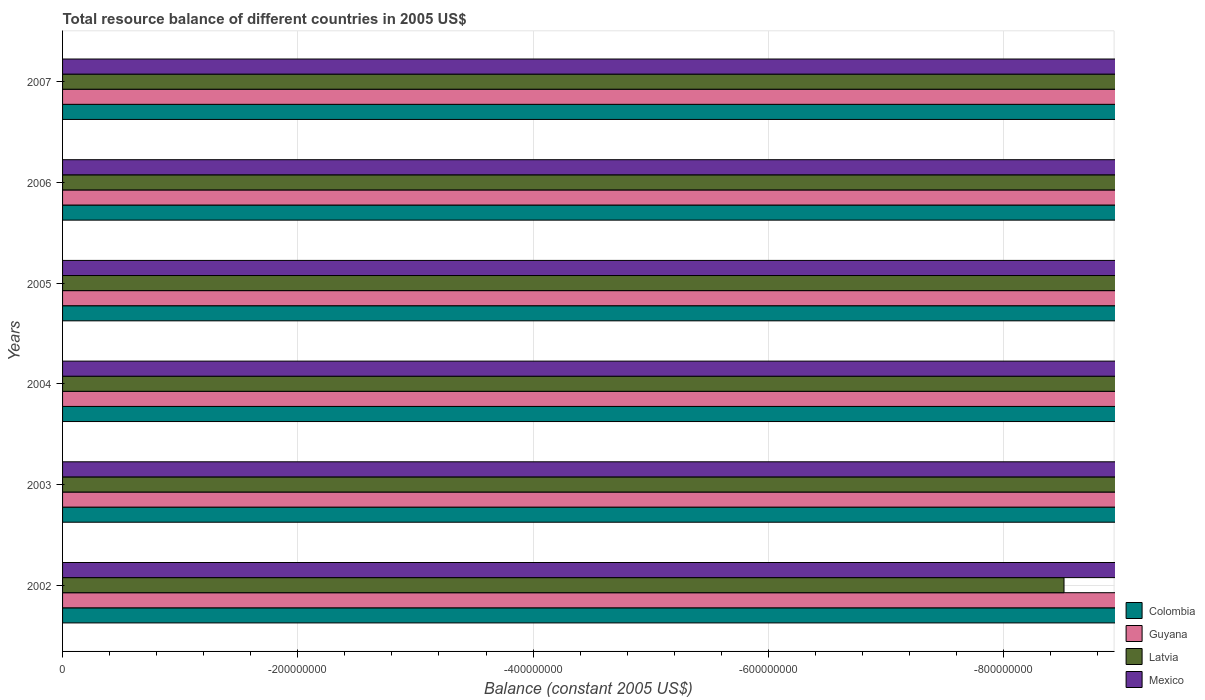 Total resource balance of different countries in 2005 US$
2007
2006
2005
2004
2003
2002
Years
0
-200000000
-400000000
-600000000
-800000000
Balance (constant 2005 US$)
Colombia
Guyana
Latvia
Mexico